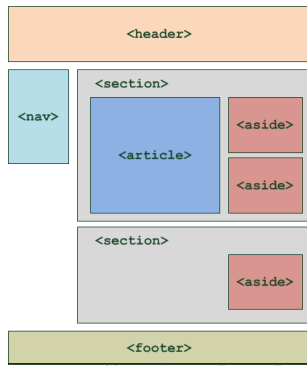 <header>
<nav>
<section>
<article>
<aside>
<aside>
<section>
<aside>
<footer>